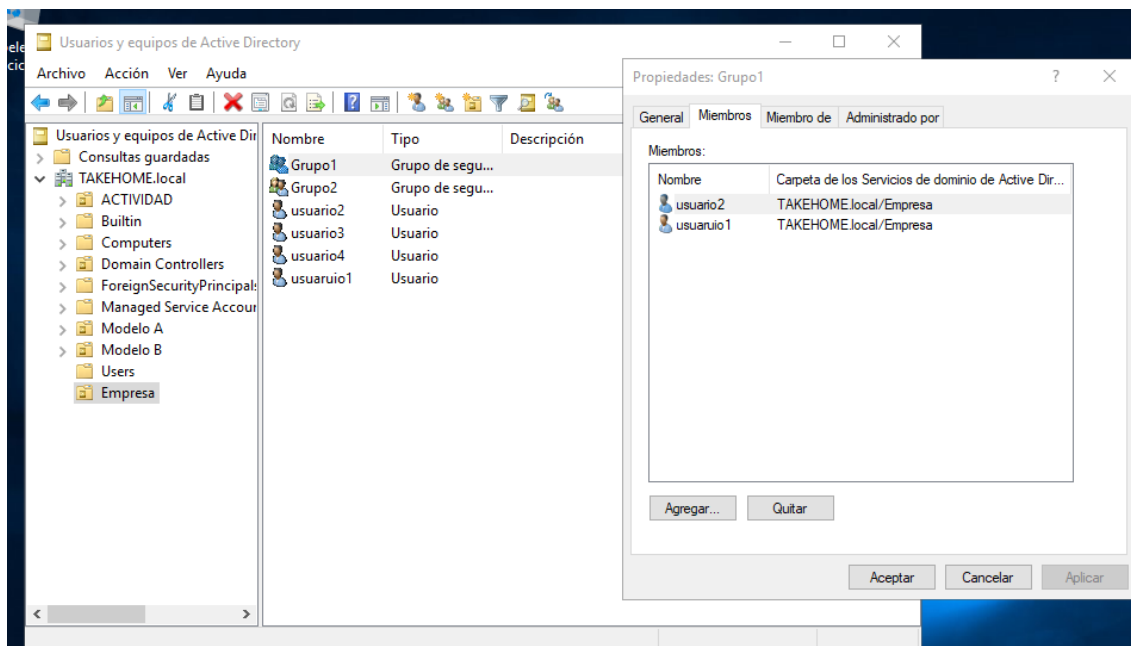 Usuarios y equipos de Active Directory
Archivo Acción Ver Ayuda
Usuarios y equipos de Active Dir
Consultas guardadas
TAKEHOME.local
ACTIVIDAD
Builtin
Computers
Domain Controllers
ForeignSecurityPrincipals
Managed Service Accour
Modelo A
Modelo B
Users
Empresa
Nombre Tipo Descripción
Grupo1 Grupo de segu...
Grupo2 Grupo de segu...
usuario2 Usuario
usuario3 Usuario
usuario4 Usuario
usuaruio1 Usuario
Propiedades: Grupo1
General Miembros Miembro de Administrado por
Miembros:
Nombre Carpeta de los Servicios de dominio de Active Dir...
usuario2 TAKEHOME.local/Empresa
usuaruio1 TAKEHOME.local/Empresa
Agregar... Quitar
Aceptar Cancelar Aplicar